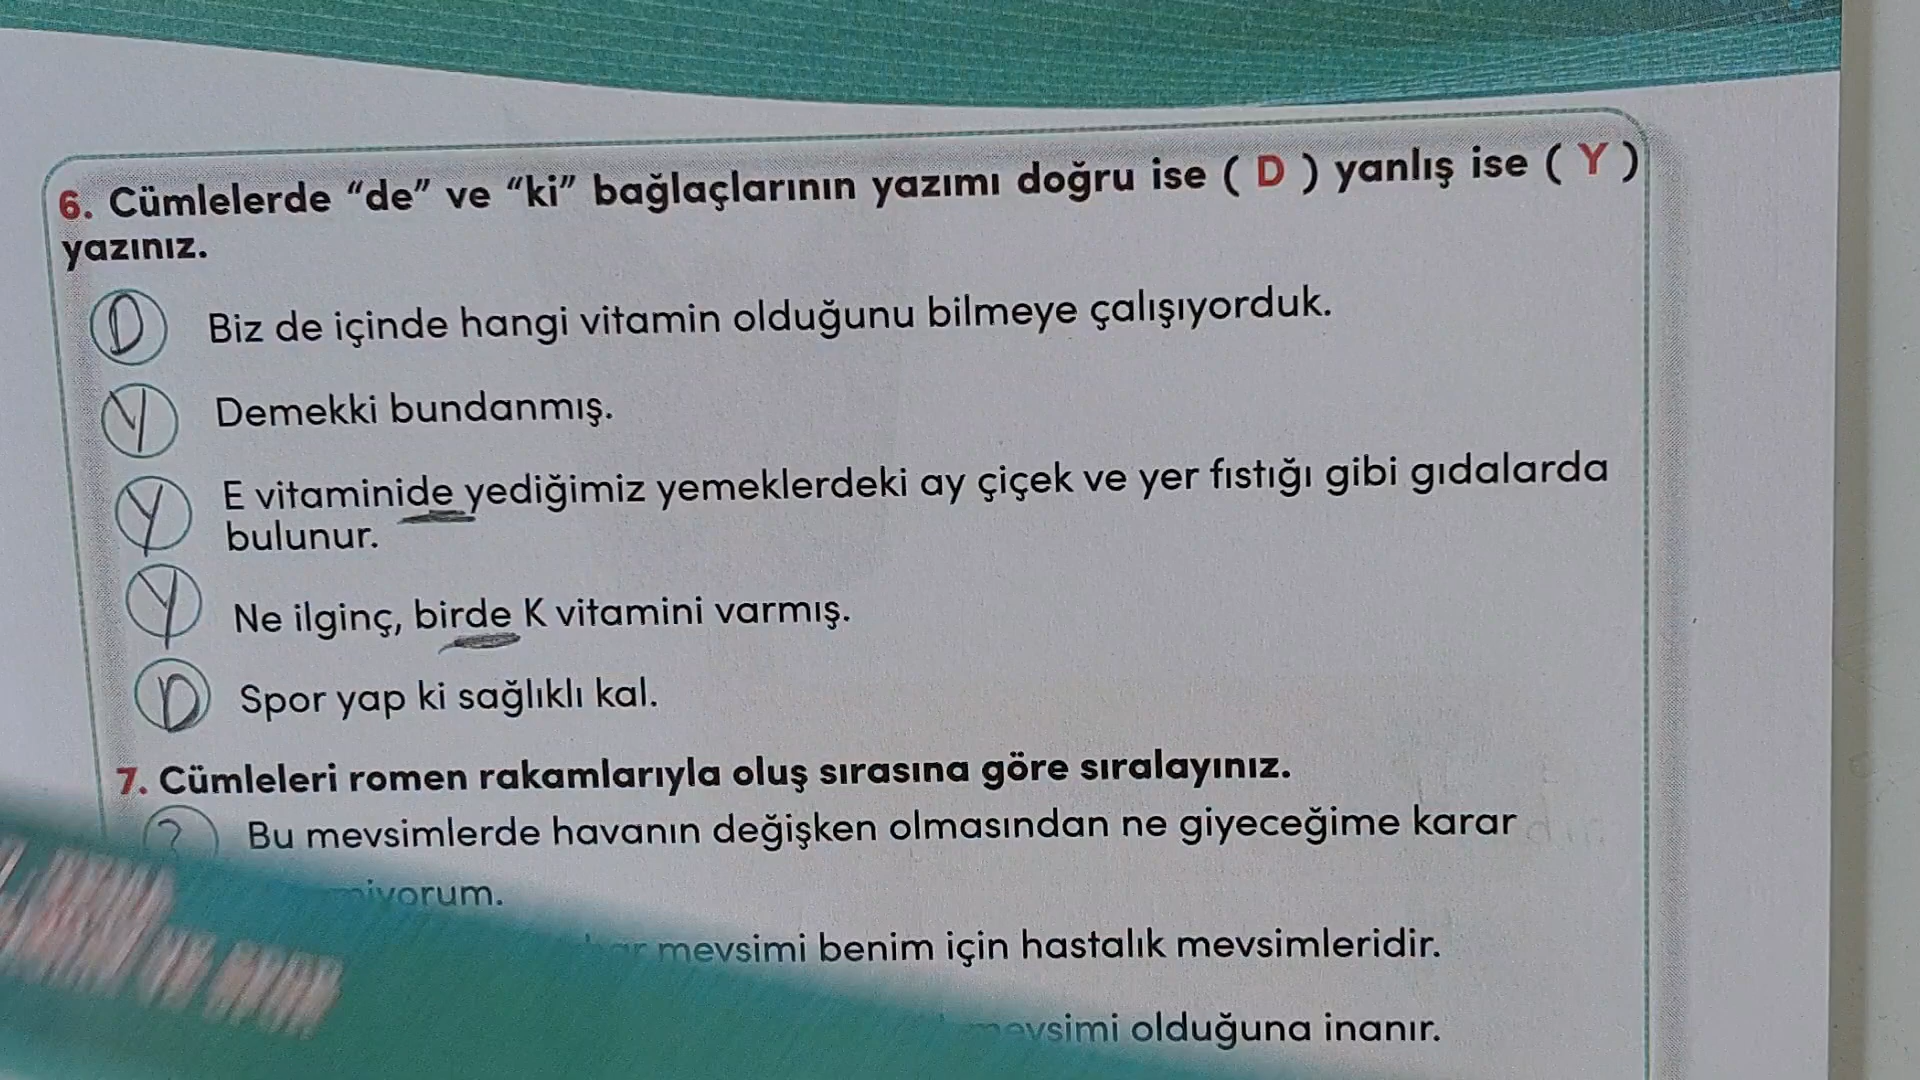 6. Cümlelerde “de” ve “ki” bağlaçlarının yazımı doğru ise ( D ) yanlış ise ( Y )
yazınız.
D Biz de içinde hangi vitamin olduğunu bilmeye çalışıyorduk.
Y Demekki bundanmış.
Y E vitaminide yediğimiz yemeklerdeki ay çiçek ve yer fıstığı gibi gıdalarda
bulunur.
Y Ne ilginç, birde K vitamini varmış.
D Spor yap ki sağlıklı kal.
7. Cümleleri romen rakamlarıyla oluş sırasına göre sıralayınız.
Bu mevsimlerde havanın değişken olmasından ne giyeceğime karar
mevsimi benim için hastalık mevsimleridir.
olduğuna inanır.